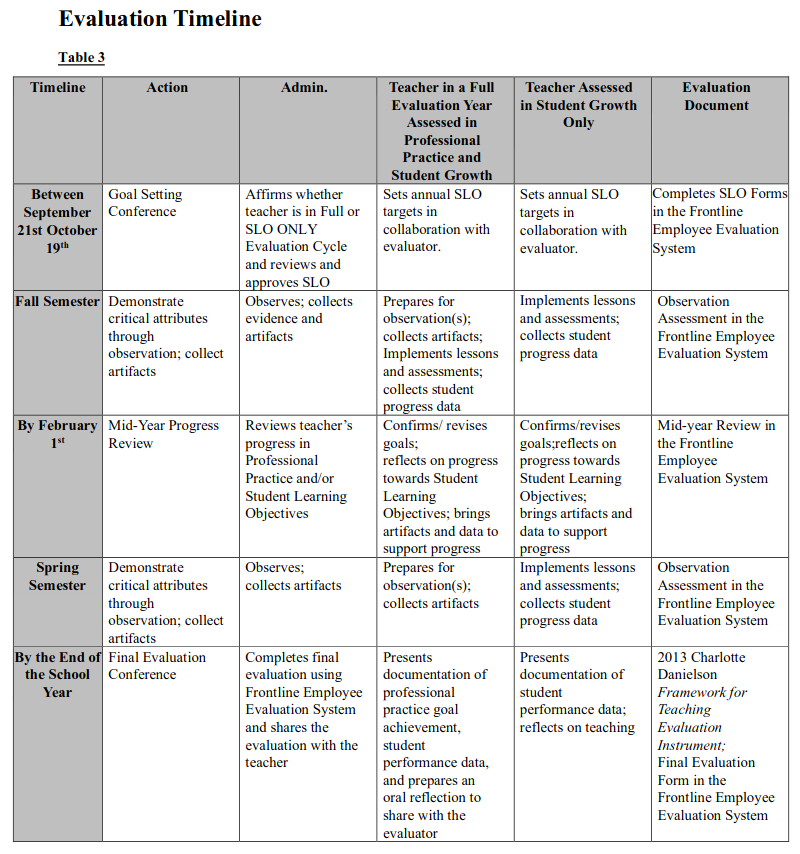 Evaluation Timeline
Table 3
Timeline
Action
Admin.
Teacher in a Full
Evaluation Year
Assessed in
Professional
Practice and
Student Growth
Teacher Assessed
in Student Growth
Only
Evaluation
Document
Between
September
21st October
19th
Goal Setting
Conference
Affirms whether
teacher is in Full or
SLO ONLY
Evaluation Cycle
and reviews and
approves SLO
Sets annual SLO
targets in
collaboration with
evaluator.
Sets annual SLO
targets in
collaboration with
evaluator.
Completes SLO Forms
in the Frontline
Employee Evaluation
System
Fall Semester
Demonstrate
critical attributes
through
observation; collect
artifacts
Observes; collects
evidence and
artifacts
Prepares for
observation(s);
collects artifacts;
Implements lessons
and assessments;
collects student
progress data
Implements lessons
and assessments;
collects student
progress data
Observation
Assessment in the
Frontline Employee
Evaluation System
By February
1st
Mid-Year Progress
Review
Reviews teacher’s
progress in
Professional
Practice and/or
Student Learning
Objectives
Confirms/ revises
goals;
reflects on progress
towards Student
Learning
Objectives; brings
artifacts and data to
support progress
Confirms/revises
goals;reflects on
progress towards
Student Learning
Objectives;
brings artifacts and
data to support
progress
Mid-year Review in
the Frontline
Employee
Evaluation System
Spring
Semester
Demonstrate
critical attributes
through
observation; collect
artifacts
Observes;
collects artifacts
Prepares for
observation(s);
collects artifacts
Implements lessons
and assessments;
collects student
progress data
Observation
Assessment in the
Frontline Employee
Evaluation System
By the End of
the School
Year
Final Evaluation
Conference
Completes final
evaluation using
Frontline Employee
Evaluation System
and shares the
evaluation with the
teacher
Presents
documentation of
professional
practice goal
achievement,
student
performance data,
and prepares an
oral reflection to
share with the
evaluator
Presents
documentation of
student
performance data;
reflects on teaching
2013 Charlotte
Danielson
Framework for
Teaching
Evaluation
Instrument;
Final Evaluation
Form in the
Frontline Employee
Evaluation System